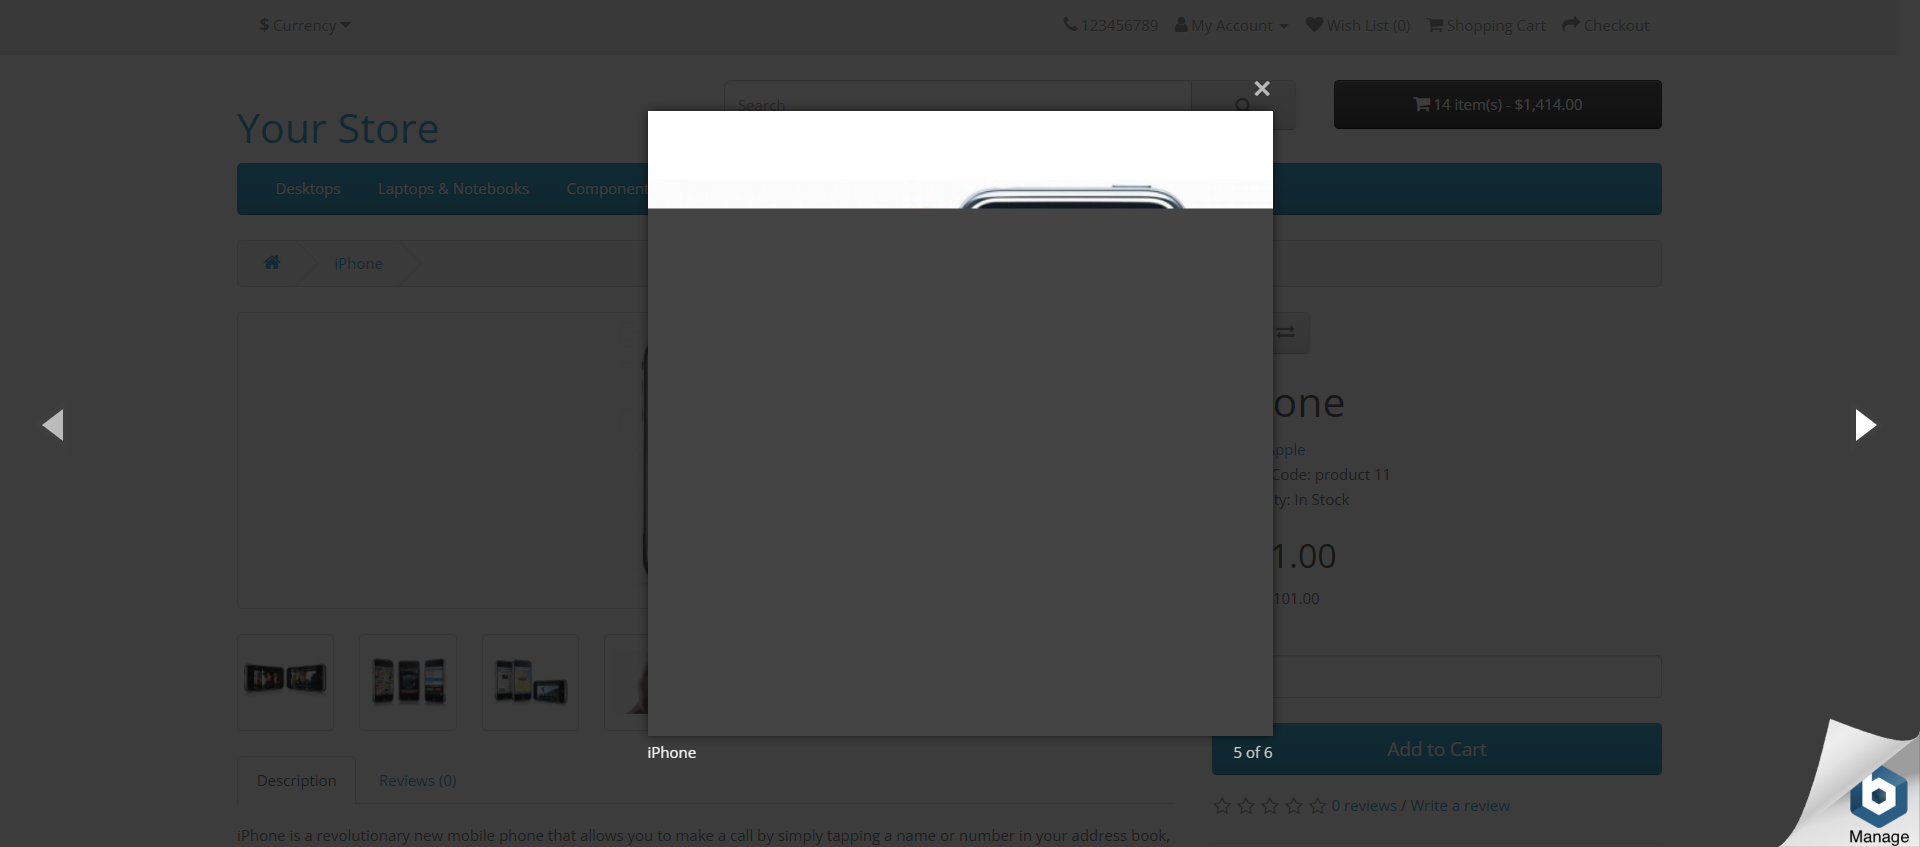 $ Currency
123456789 My Account Wish List (0) Shopping Cart Checkout
Your Store
Search
14 item(s) - $1,414.00
Desktops Laptops & Notebooks Component
iPhone
one
pple
Code: product 11
ty: In Stock
1.00
101.00
iPhone
5 of 6
Add to Cart
Description Reviews (0)
0 reviews / Write a review
iPhone is a revolutionary new mobile phone that allows you to make a call by simply tapping a name or number in your address book,
Manage